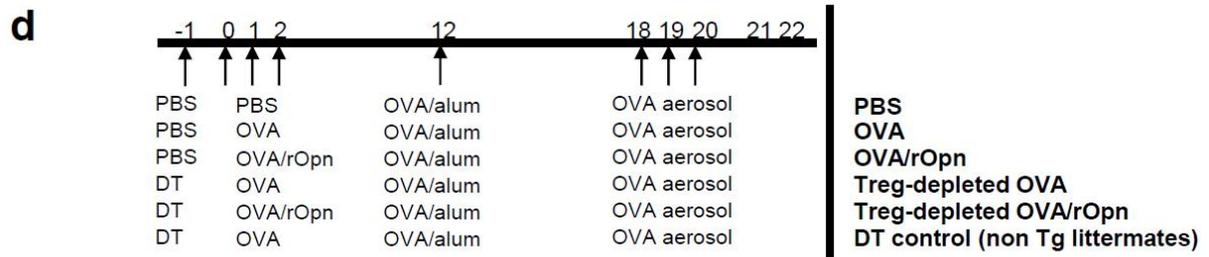 d
-1 0 1 2 12 18 19 20 21 22
PBS PBS OVA/alum OVA aerosol PBS
PBS OVA OVA/alum OVA aerosol OVA
PBS OVA/rOpn OVA/alum OVA aerosol OVA/rOpn
DT OVA OVA/alum OVA aerosol Treg-depleted OVA
DT OVA/rOpn OVA/alum OVA aerosol Treg-depleted OVA/rOpn
DT OVA OVA/alum OVA aerosol DT control (non Tg littermates)